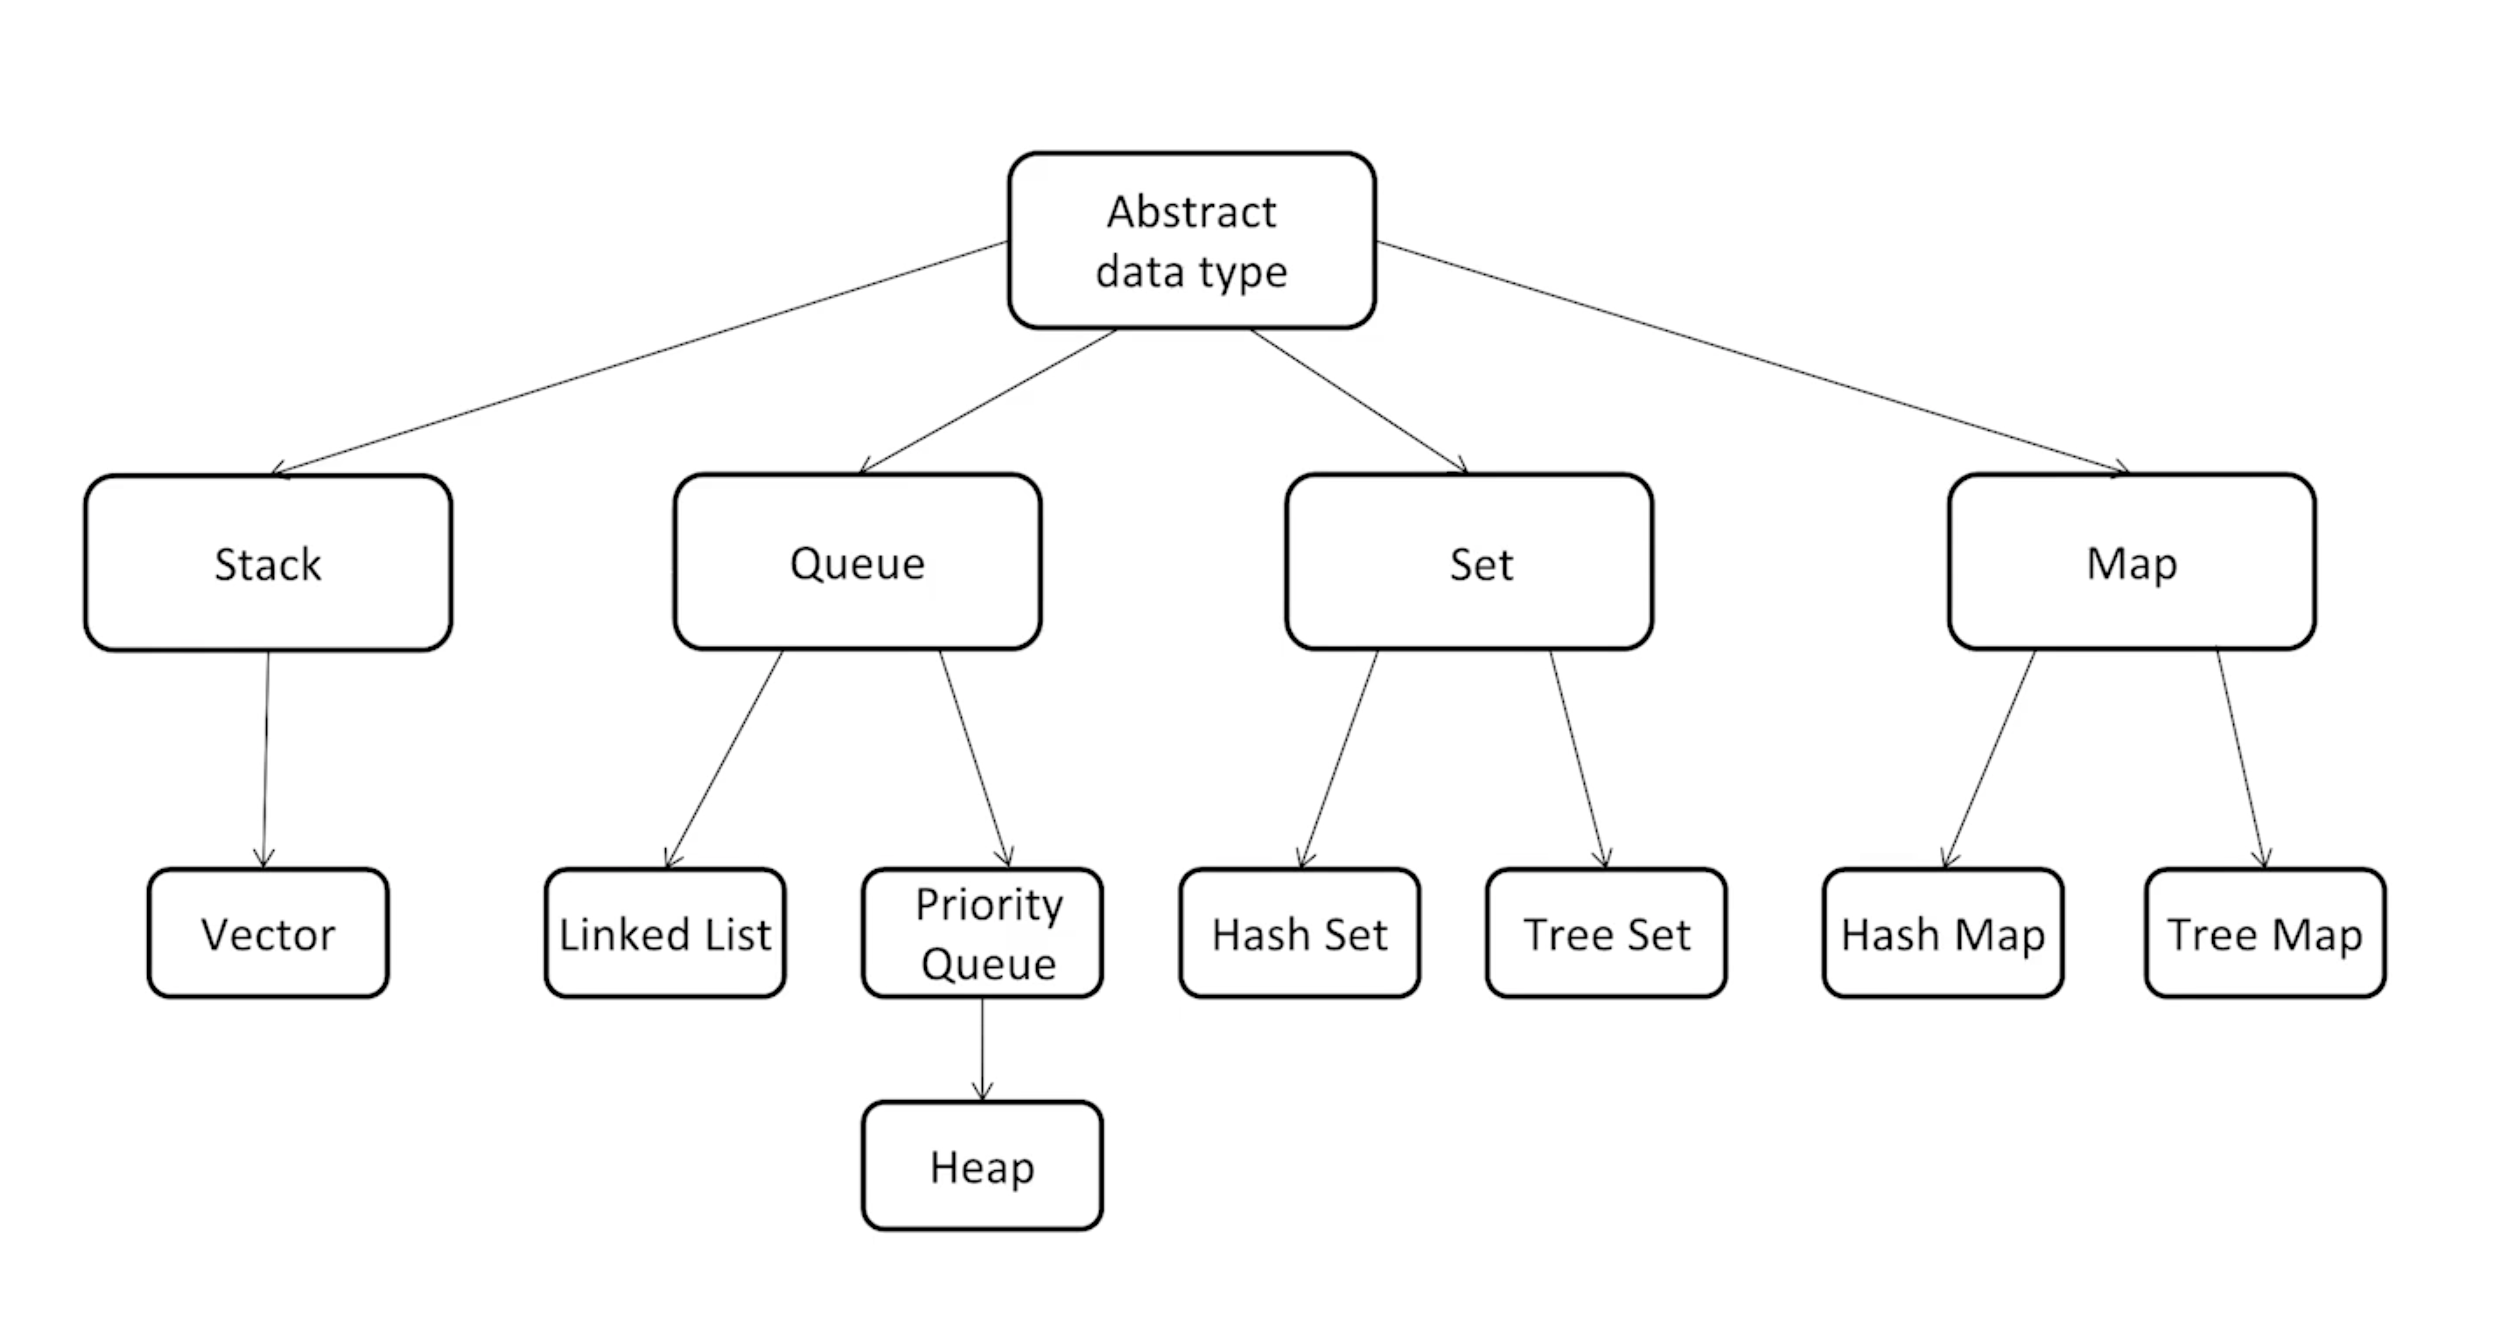 Abstract
data type
Stack
Queue
Set
Map
Vector
Linked List
Priority
Queue
Hash Set
Tree Set
Hash Map
Tree Map
Heap